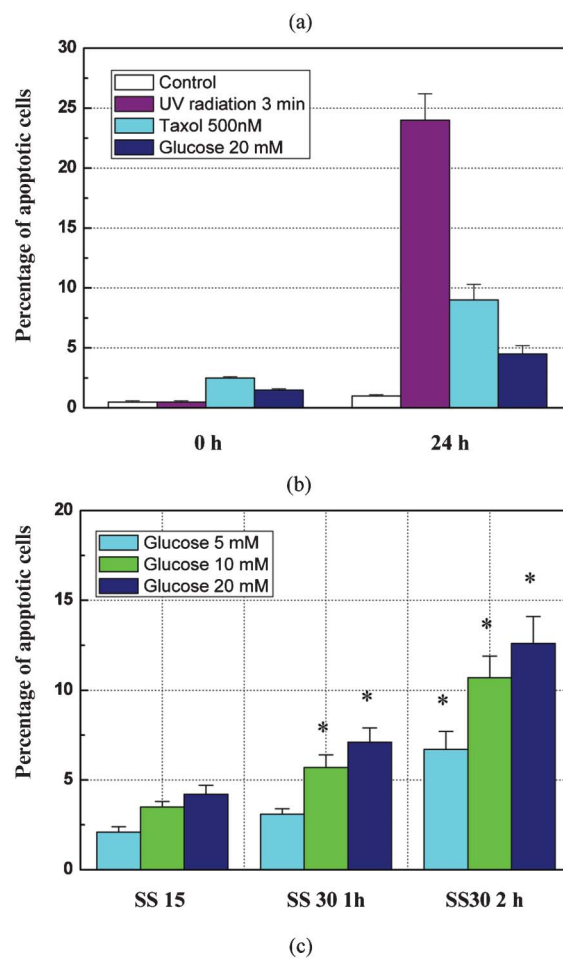 (a)
30
25
20
15
10
5
0
Percentage of apoptotic cells
Control
UV radiation 3 min
Taxol 500nM
Glucose 20 mM
0 h
24 h
(b)
20
15
10
5
0
Percentage of apoptotic cells
Glucose 5 mM
Glucose 10 mM
Glucose 20 mM
* * * * *
SS 15
SS 30 1h
SS30 2 h
(c)